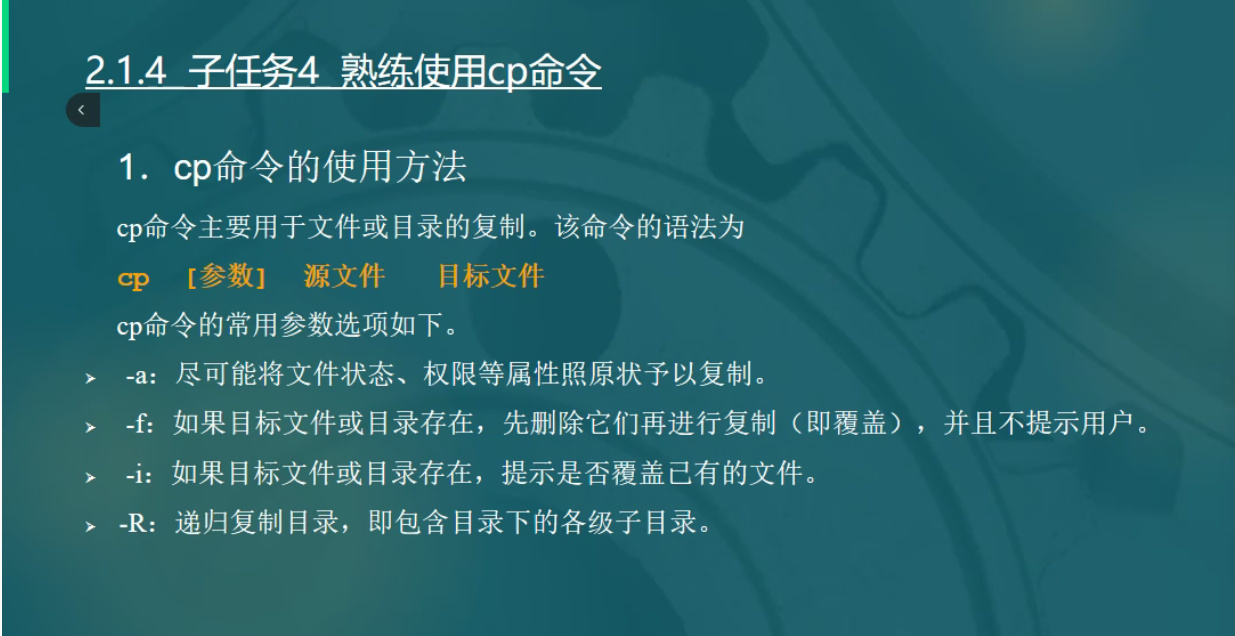 2.1.4 子任务4 熟练使用cp命令
1．cp命令的使用方法
cp命令主要用于文件或目录的复制。该命令的语法为
cp [参数] 源文件 目标文件
cp命令的常用参数选项如下。
-a：尽可能将文件状态、权限等属性照原状予以复制。
-f：如果目标文件或目录存在，先删除它们再进行复制（即覆盖），并且不提示用户。
-i：如果目标文件或目录存在，提示是否覆盖已有的文件。
-R：递归复制目录，即包含目录下的各级子目录。